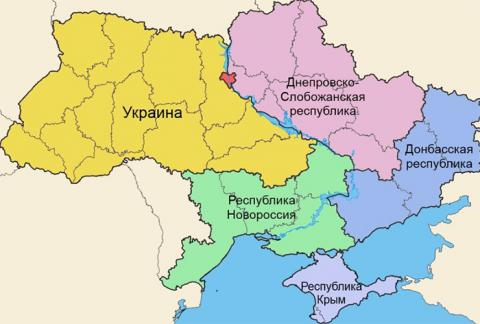 Днепровско-
Слобожанская
республика
Украина
Донбасская
республика
Республика
Новороссия
Республика
Крым